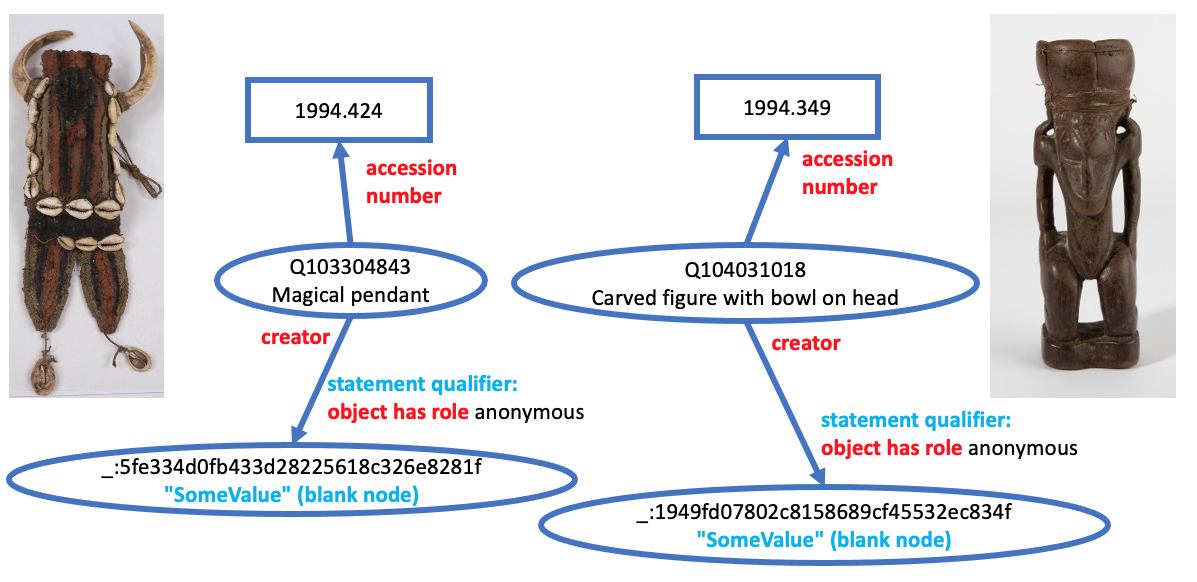 1994.424
accession
number
Q103304843
Magical pendant
creator
statement qualifier:
object has role anonymous
_:5fe334d0fb433d28225618c326e8281f
"SomeValue" (blank node)
1994.349
accession
number
Q104031018
Carved figure with bowl on head
creator
statement qualifier:
object has role anonymous
_:1949fd07802c8158689cf45532ec834f
"SomeValue" (blank node)